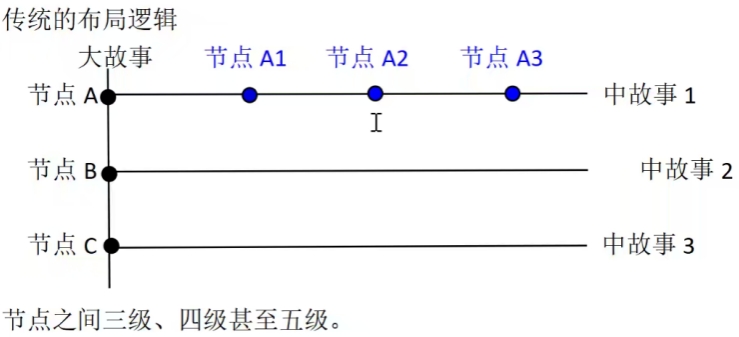 传统的布局逻辑
大故事 节点 A1 节点 A2 节点 A3
节点 A 中故事 1
节点 B 中故事 2
节点 C 中故事 3
节点之间三级、四级甚至五级。